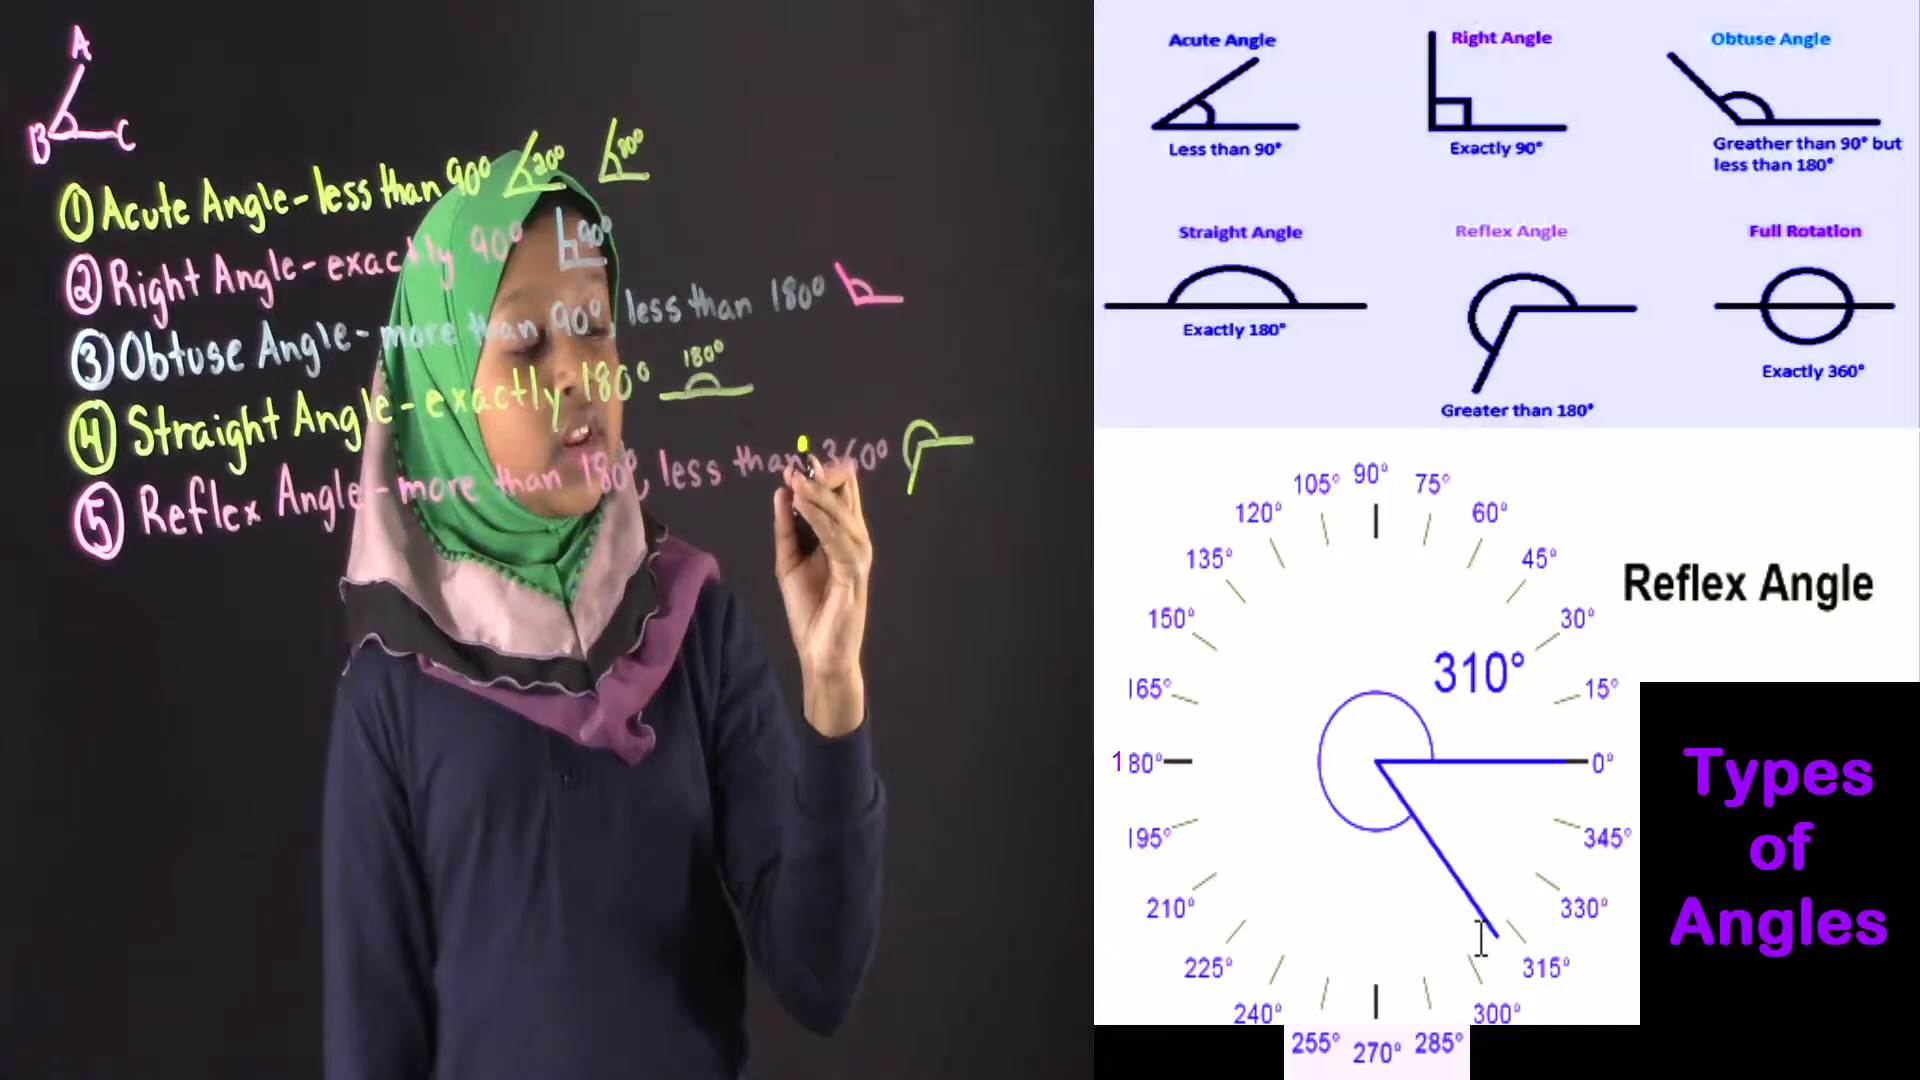 A
B C
① Acute Angle - less than 90° 20° 80°
② Right Angle - exactly 90° 90°
③ Obtuse Angle - more than 90°, less than 180°
④ Straight Angle - exactly 180° 180°
⑤ Reflex Angle - more than 180°, less than 360°
Acute Angle
Less than 90°
Right Angle
Exactly 90°
Obtuse Angle
Greather than 90° but
less than 180°
Straight Angle
Exactly 180°
Reflex Angle
Greater than 180°
Full Rotation
Exactly 360°
Reflex Angle
310°
0°
15°
30°
45°
60°
75°
90°
105°
120°
135°
150°
165°
180°
195°
210°
225°
240°
255°
270°
285°
300°
315°
330°
345°
Types
of
Angles